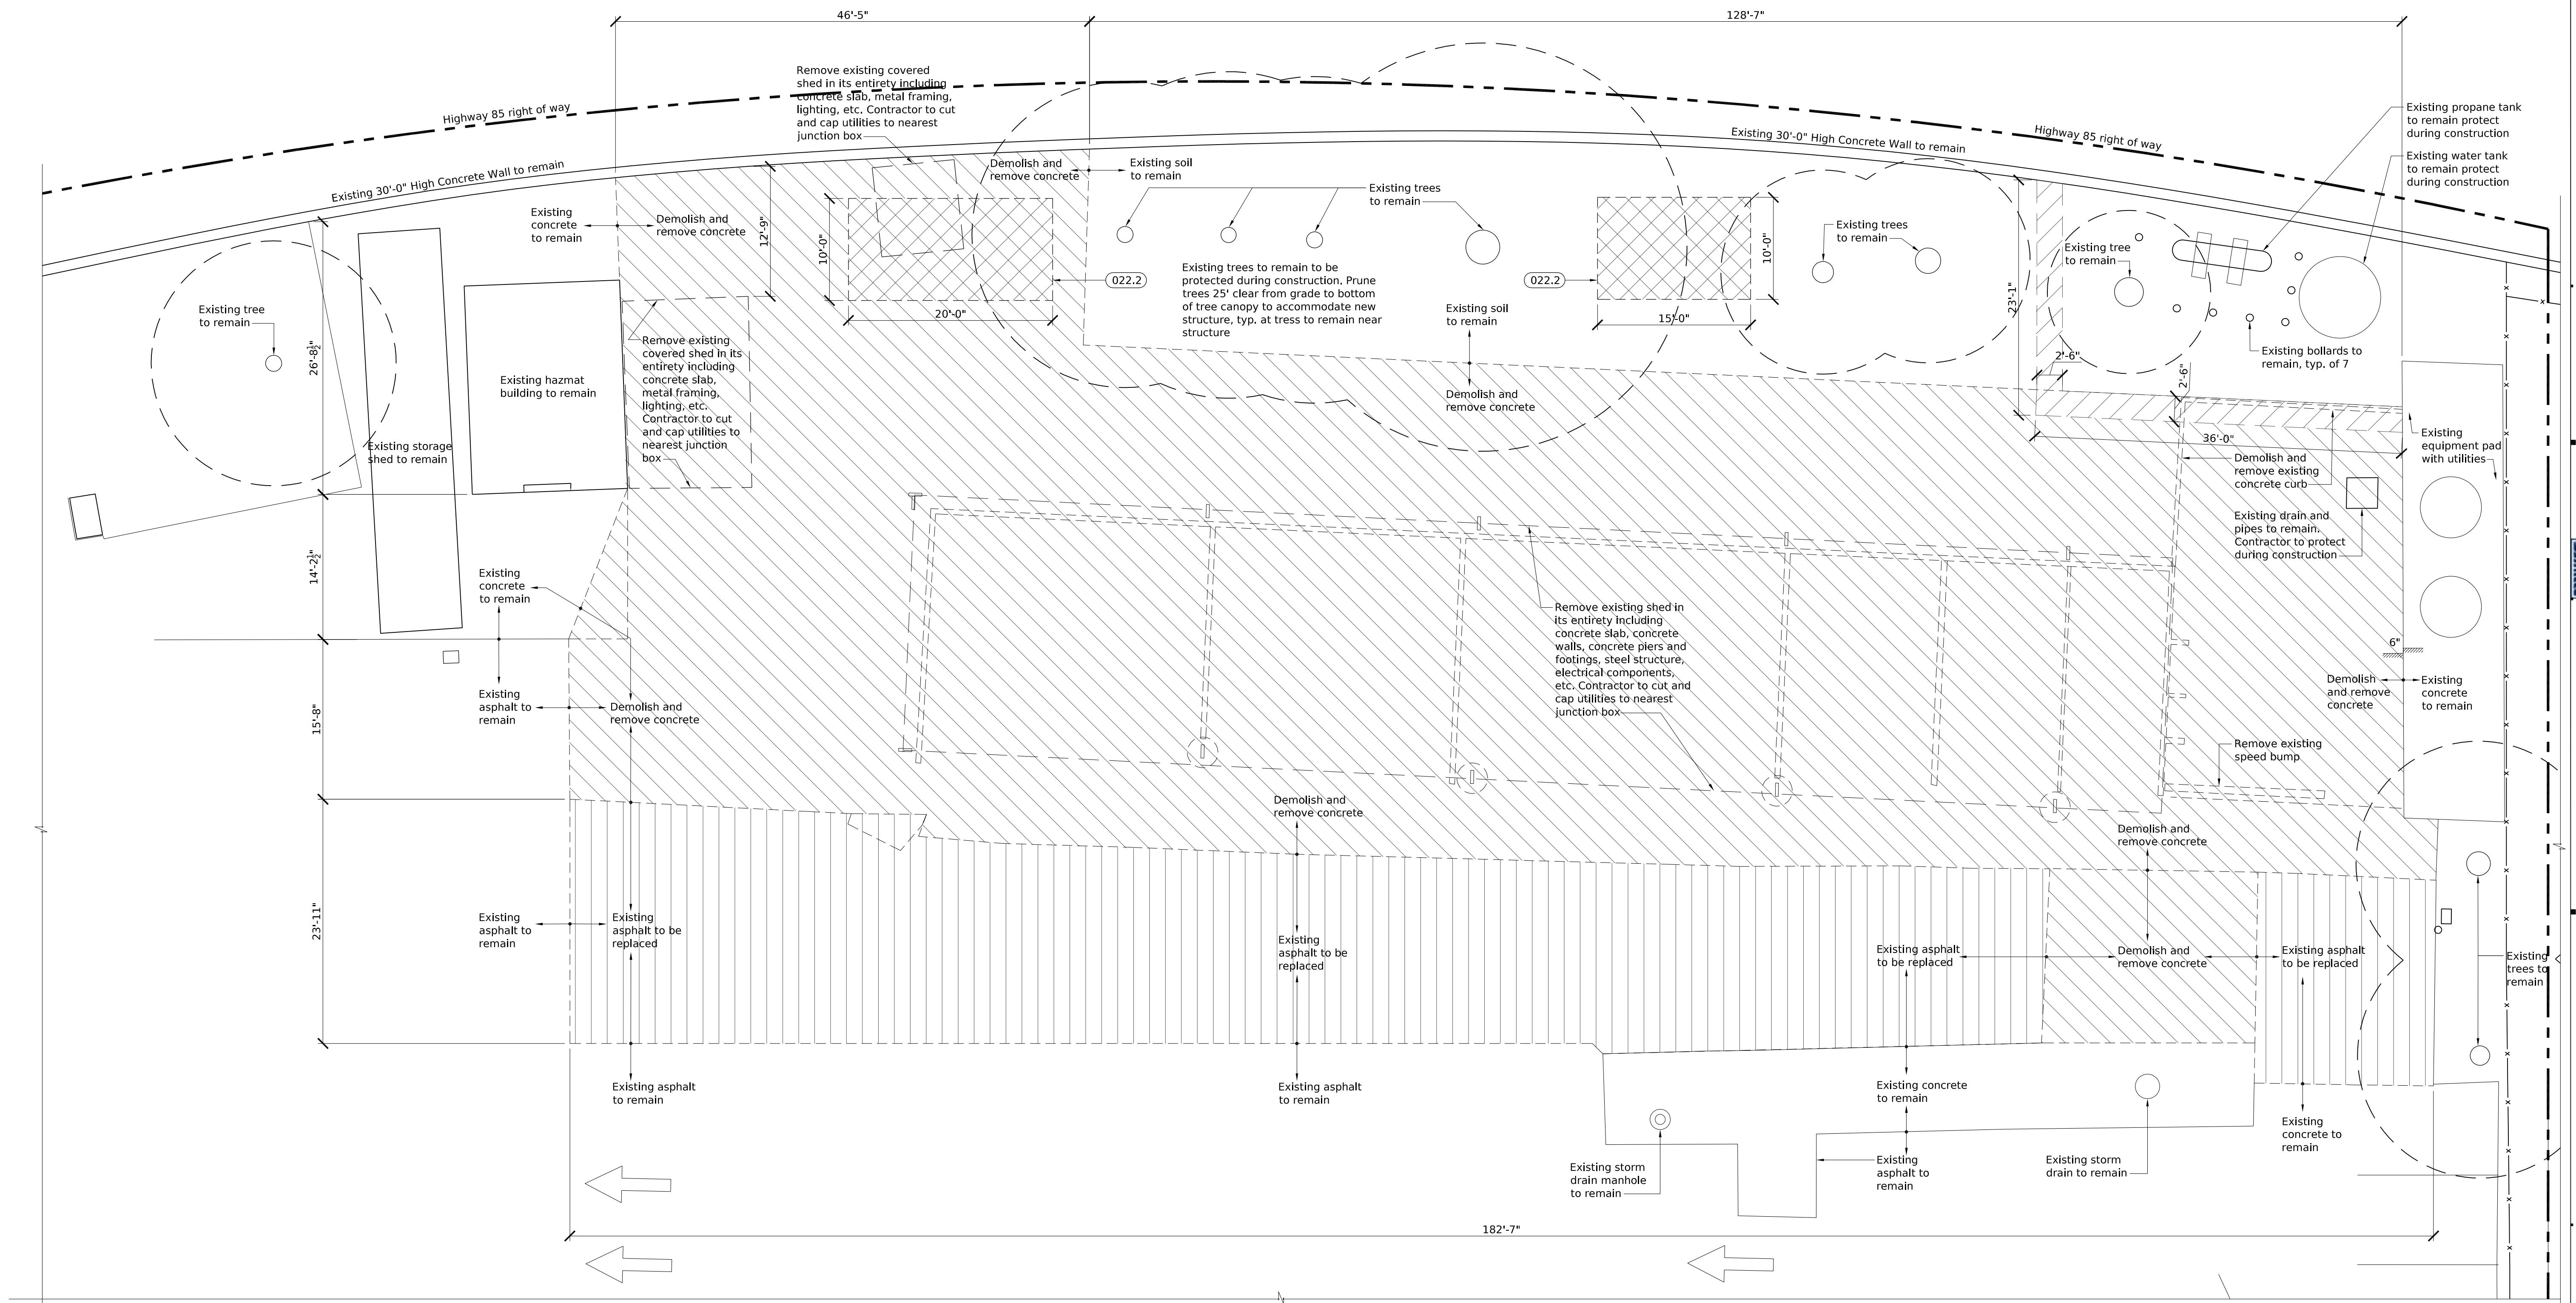 46'-5"
128'-7"
Remove existing covered
shed in its entirety including
concrete slab, metal framing,
lighting, etc. Contractor to cut
and cap utilities to nearest
junction box
Highway 85 right of way
Highway 85 right of way
Existing propane tank
to remain protect
during construction
Existing water tank
to remain protect
during construction
Existing 30'-0" High Concrete Wall to remain
Existing 30'-0" High Concrete Wall to remain
Demolish and
remove concrete
Existing soil
to remain
Existing trees
to remain
Existing
concrete
to remain
Demolish and
remove concrete
12'-9"
10'-0"
20'-0"
022.2
Existing trees to remain to be
protected during construction. Prune
trees 25' clear from grade to bottom
of tree canopy to accommodate new
structure, typ. at tress to remain near
structure
022.2
10'-0"
15'-0"
Existing trees
to remain
23'-1"
Existing tree
to remain
2'-6"
2'-6"
36'-0"
Existing bollards to
remain, typ. of 7
Existing soil
to remain
Demolish and
remove concrete
Existing tree
to remain
26'-8½"
Existing storage
shed to remain
Existing hazmat
building to remain
Remove existing
covered shed in its
entirety including
concrete slab,
metal framing,
lighting, etc.
Contractor to cut
and cap utilities to
nearest junction
box
Existing
equipment pad
with utilities
Demolish and
remove existing
concrete curb
Existing drain and
pipes to remain.
Contractor to protect
during construction
14'-2½"
Existing
concrete
to remain
Existing
asphalt to
remain
Demolish and
remove concrete
15'-8"
Remove existing shed in
its entirety including
concrete slab, concrete
walls, concrete piers and
footings, steel structure,
electrical components,
etc. Contractor to cut and
cap utilities to nearest
junction box
6"
Demolish
and remove
concrete
Existing
concrete
to remain
Remove existing
speed bump
Demolish and
remove concrete
Demolish and
remove concrete
23'-11"
Existing
asphalt to
remain
Existing
asphalt to be
replaced
Existing
asphalt to be
replaced
Existing asphalt
to be replaced
Demolish and
remove concrete
Existing asphalt
to be replaced
Existing
trees to
remain
Existing asphalt
to remain
Existing asphalt
to remain
Existing concrete
to remain
Existing
concrete to
remain
Existing storm
drain manhole
to remain
Existing
asphalt to
remain
Existing storm
drain to remain
182'-7"